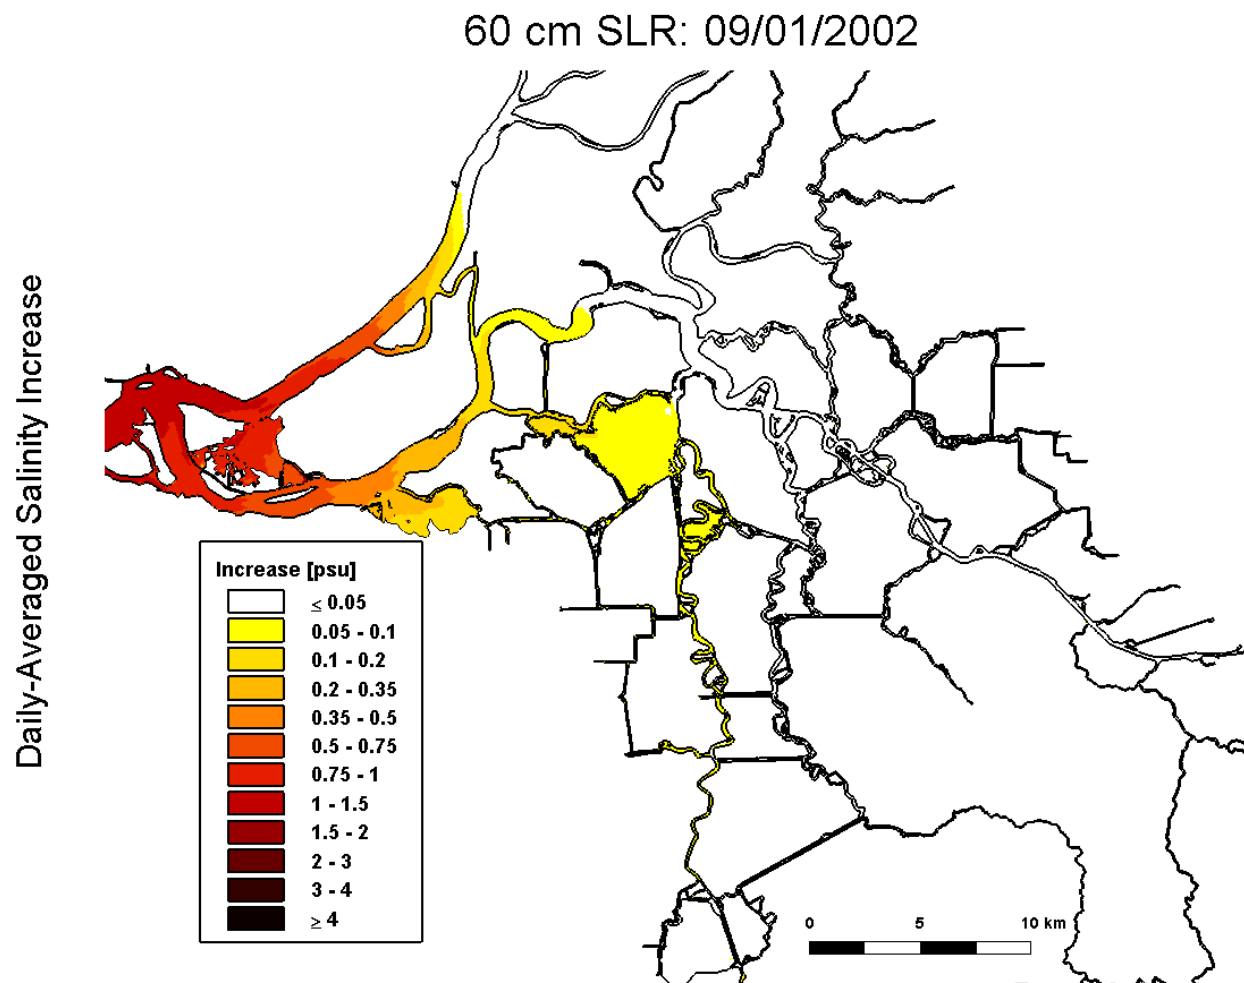 60 cm SLR: 09/01/2002
Daily-Averaged Salinity Increase
Increase [psu]
≤ 0.05
0.05 - 0.1
0.1 - 0.2
0.2 - 0.35
0.35 - 0.5
0.5 - 0.75
0.75 - 1
1 - 1.5
1.5 - 2
2 - 3
3 - 4
≥ 4
0 5 10 km